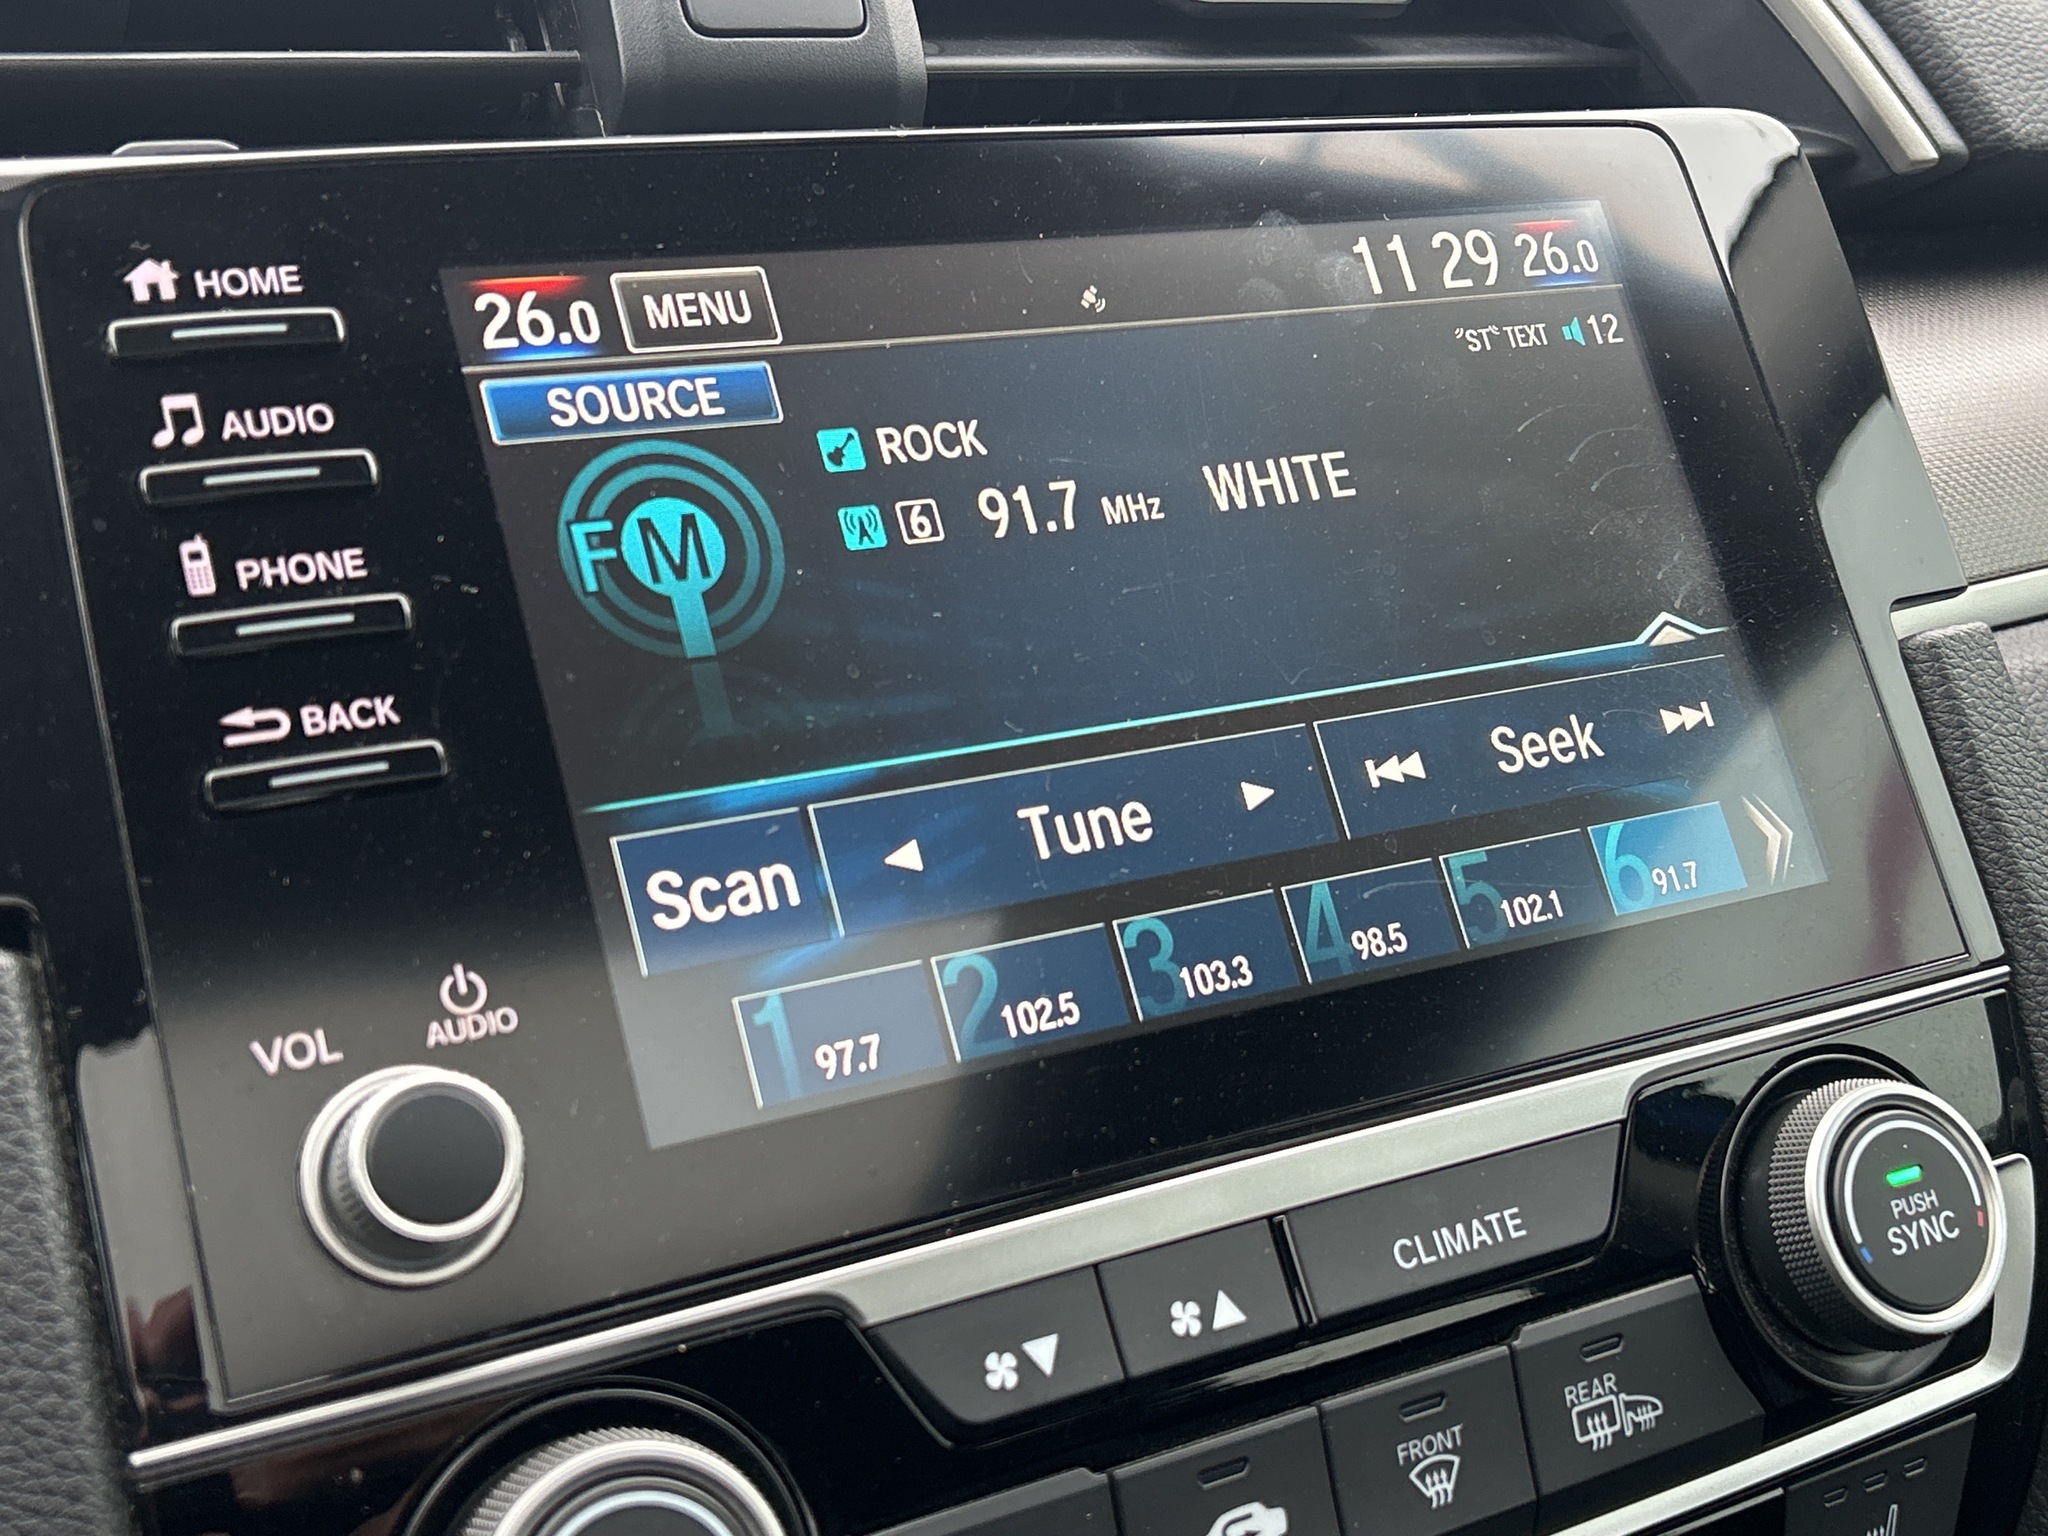 HOME
AUDIO
PHONE
BACK
VOL
AUDIO
26.0 MENU 11 29 26.0
"ST" TEXT 12
SOURCE
FM
ROCK
6 91.7 MHz WHITE
Scan Tune Seek
1 97.7 2 102.5 3 103.3 4 98.5 5 102.1 6 91.7
CLIMATE
PUSH
SYNC
FRONT
REAR